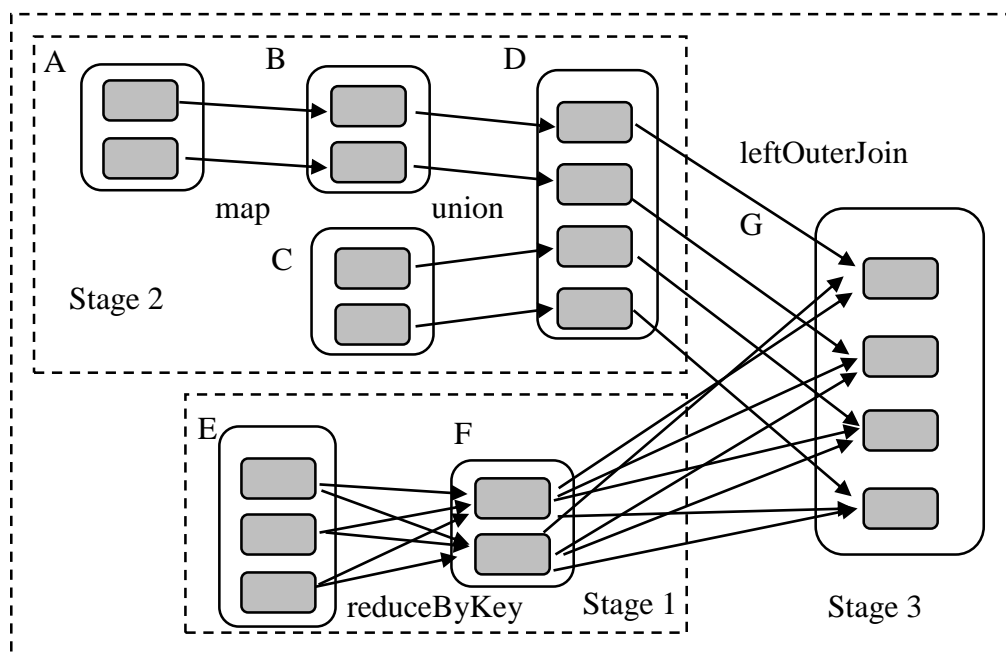 A
B
D
leftOuterJoin
map
union
G
C
Stage 2
E
F
reduceByKey
Stage 1
Stage 3